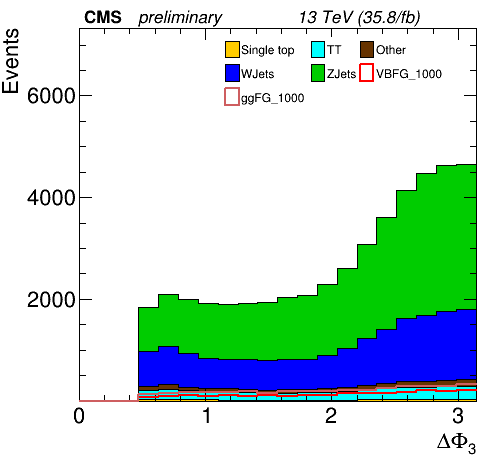 CMS preliminary 13 TeV (35.8/fb)
Events
Single top TT Other
WJets ZJets VBFG_1000
ggFG_1000
6000
4000
2000
0 1 2 3
ΔΦ3